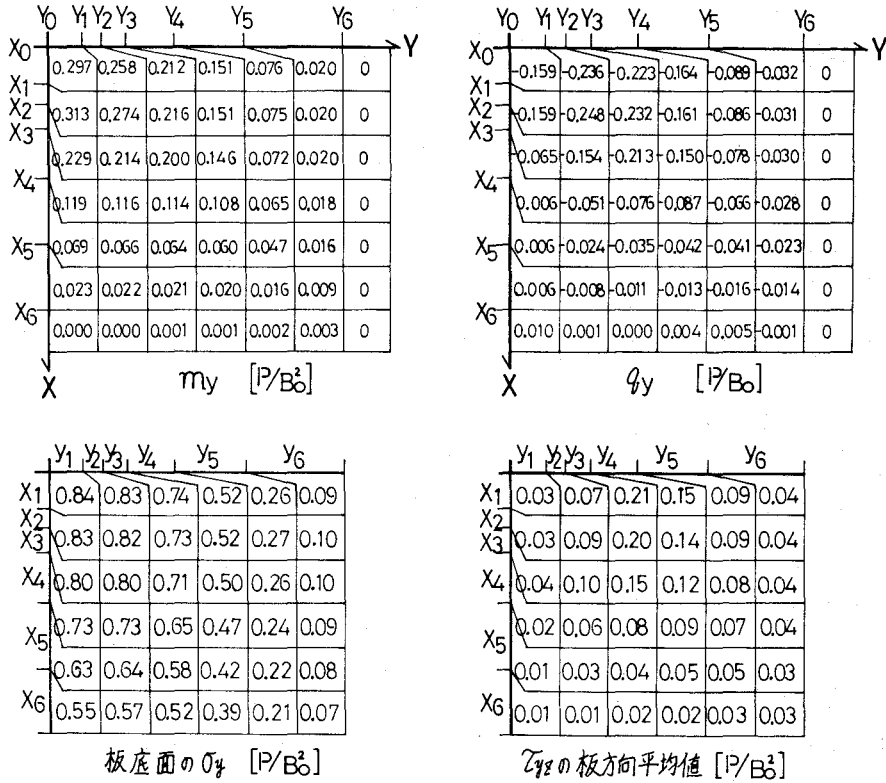 Y0 Y1 Y2 Y3 Y4 Y5 Y6 Y
X0 0.297 0.258 0.212 0.151 0.076 0.020 0
X1
X2 0.313 0.274 0.216 0.151 0.075 0.020 0
X3 0.229 0.214 0.200 0.146 0.072 0.020 0
X4 0.119 0.116 0.114 0.108 0.065 0.018 0
X5 0.069 0.066 0.064 0.060 0.047 0.016 0
0.023 0.022 0.021 0.020 0.016 0.009 0
X6 0.000 0.000 0.001 0.001 0.002 0.003 0
X my [P/B0²]
Y0 Y1 Y2 Y3 Y4 Y5 Y6 Y
X0 -0.159 -0.236 -0.223 -0.164 -0.089 -0.032 0
X1
X2 -0.159 -0.248 -0.232 -0.161 -0.086 -0.031 0
X3 -0.065 -0.154 -0.213 -0.150 -0.078 -0.030 0
X4 0.006 -0.051 -0.076 -0.087 -0.066 -0.028 0
X5 0.006 -0.024 -0.035 -0.042 -0.041 -0.023 0
0.006 -0.008 -0.011 -0.013 -0.016 -0.014 0
X6 0.010 0.001 0.000 0.004 0.005 -0.001 0
X qy [P/B0]
y1 y2 y3 y4 y5 y6
X1 0.84 0.83 0.74 0.52 0.26 0.09
X2
X3 0.83 0.82 0.73 0.52 0.27 0.10
X4 0.80 0.80 0.71 0.50 0.26 0.10
X5 0.73 0.73 0.65 0.47 0.24 0.09
0.63 0.64 0.58 0.42 0.22 0.08
X6 0.55 0.57 0.52 0.39 0.21 0.07
板底面のσy [P/B0²]
y1 y2 y3 y4 y5 y6
X1 0.03 0.07 0.21 0.15 0.09 0.04
X2
X3 0.03 0.09 0.20 0.14 0.09 0.04
X4 0.04 0.10 0.15 0.12 0.08 0.04
X5 0.02 0.06 0.08 0.09 0.07 0.04
0.01 0.03 0.04 0.05 0.05 0.03
X6 0.01 0.01 0.02 0.02 0.03 0.03
τyzの板方向平均値 [P/B0²]